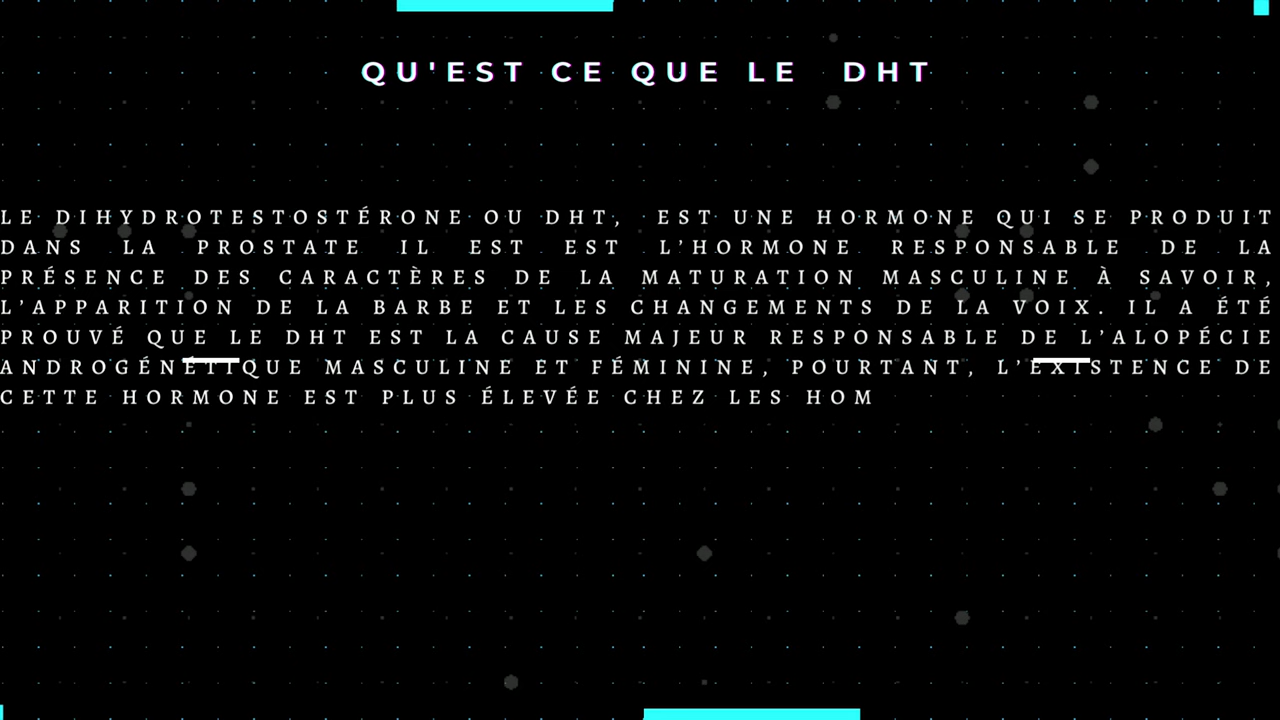 QU'EST CE QUE LE DHT
LE DIHYDROTESTOSTÉRONE OU DHT, EST UNE HORMONE QUI SE PRODUIT
DANS LA PROSTATE IL EST EST L’HORMONE RESPONSABLE DE LA
PRÉSENCE DES CARACTÈRES DE LA MATURATION MASCULINE À SAVOIR,
L’APPARITION DE LA BARBE ET LES CHANGEMENTS DE LA VOIX. IL A ÉTÉ
PROUVÉ QUE LE DHT EST LA CAUSE MAJEUR RESPONSABLE DE L’ALOPÉCIE
ANDROGÉNÉTIQUE MASCULINE ET FÉMININE, POURTANT, L’EXISTENCE DE
CETTE HORMONE EST PLUS ÉLEVÉE CHEZ LES HOM